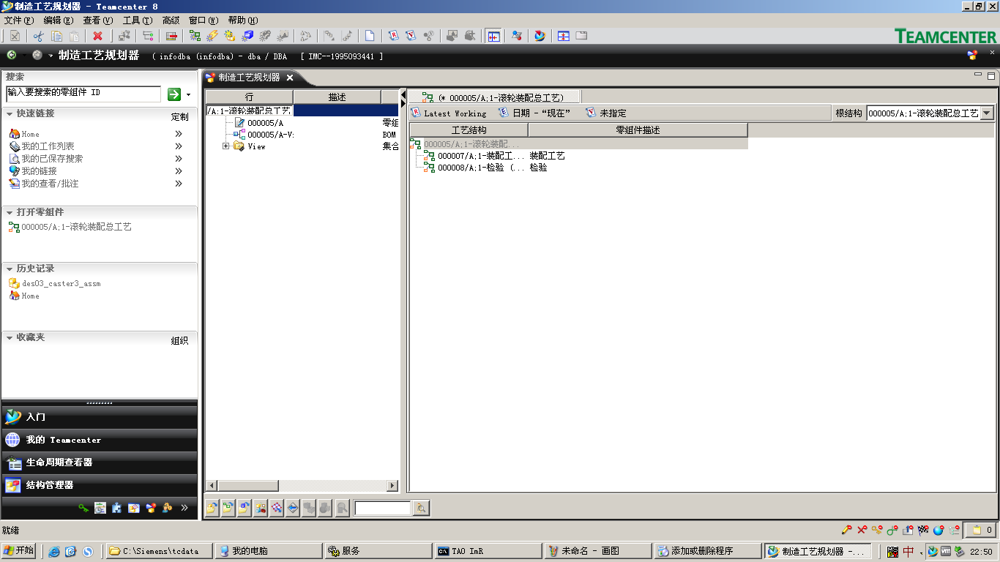 制造工艺规划器 - Teamcenter 8
文件(F) 编辑(E) 查看(V) 工具(T) 高级 窗口(W) 帮助(H)
TEAMCENTER
制造工艺规划器 ( infodba (infodba) - dba / DBA [ IMC--1995093441 ]
搜索
输入要搜索的零组件 ID
快速链接 定制
Home
我的工作列表
我的已保存搜索
我的链接
我的查看/批注
打开零组件
000005/A;1-滚轮装配总工艺
历史记录
des03_caster3_assm
Home
收藏夹 组织
入门
我的 Teamcenter
生命周期查看器
结构管理器
制造工艺规划器
行 描述
/A;1-滚轮装配总工艺
000005/A 零组
000005/A-V: BOM
View 集合
(* 000005/A;1-滚轮装配总工艺)
Latest Working 日期 -“现在” 未指定 根结构 000005/A;1-滚轮装配总工艺
工艺结构 零组件描述
000005/A;1-滚轮装配...
000007/A;1-装配工... 装配工艺
000008/A;1-检验 (... 检验
就绪 0
开始 C:\Siemens\tcdata 我的电脑 服务 TAO ImR 未命名 - 画图 添加或删除程序 制造工艺规划器 -... 中 22:50